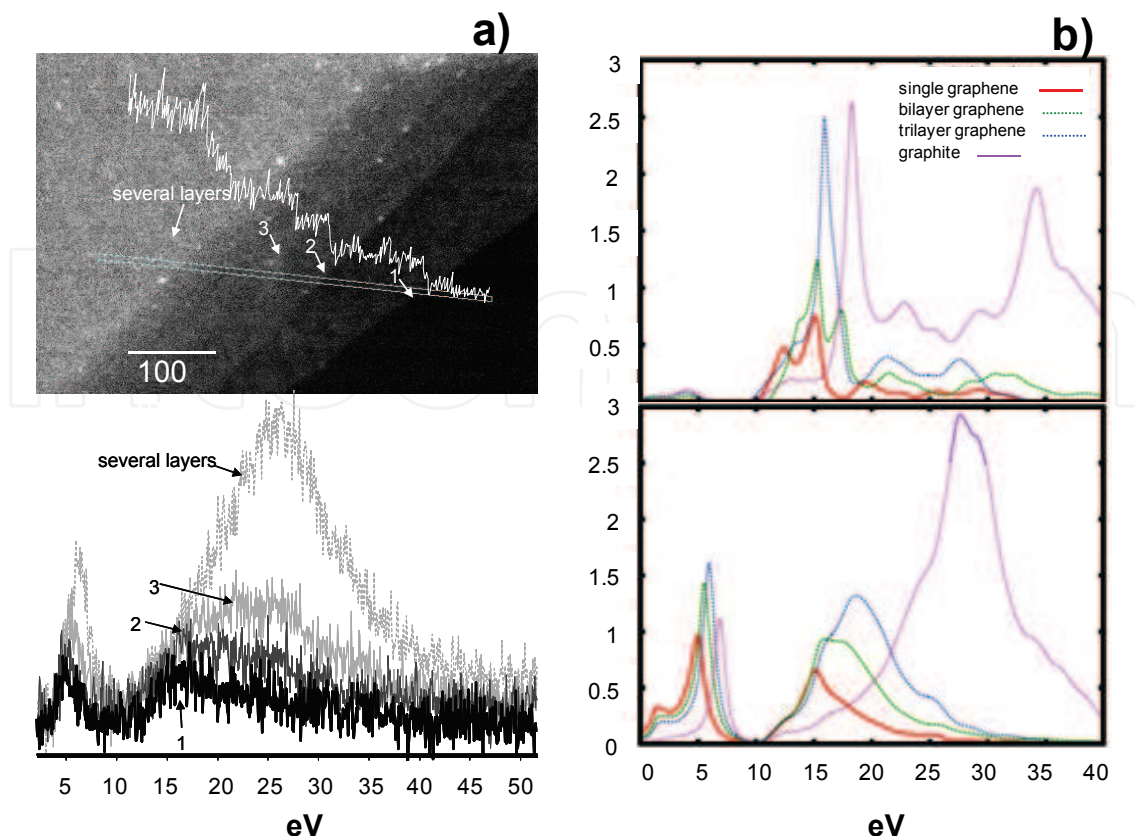 a)
several layers
3
2
1
100
several layers
3
2
1
5 10 15 20 25 30 35 40 45 50
eV
b)
3
2.5
2
1.5
1
0.5
single graphene
bilayer graphene
trilayer graphene
graphite
3
2.5
2
1.5
1
0.5
0
0 5 10 15 20 25 30 35 40
eV